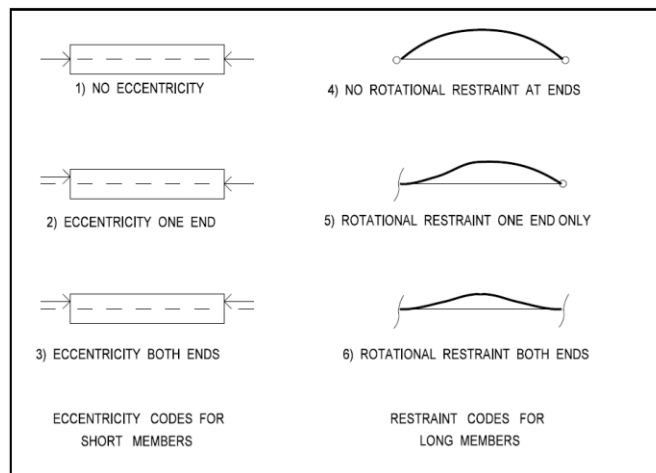 1) NO ECCENTRICITY
4) NO ROTATIONAL RESTRAINT AT ENDS
2) ECCENTRICITY ONE END
5) ROTATIONAL RESTRAINT ONE END ONLY
3) ECCENTRICITY BOTH ENDS
6) ROTATIONAL RESTRAINT BOTH ENDS
ECCENTRICITY CODES FOR
SHORT MEMBERS
RESTRAINT CODES FOR
LONG MEMBERS